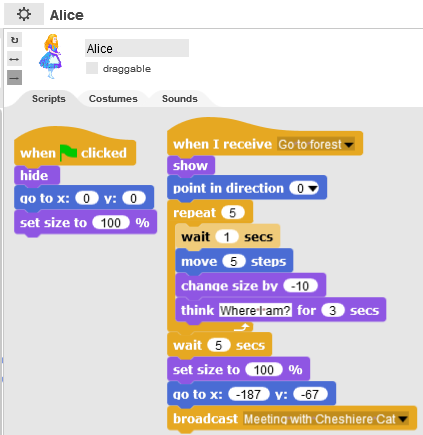 Alice
Alice
draggable
Scripts Costumes Sounds
when clicked
hide
go to x: 0 y: 0
set size to 100 %
when I receive Go to forest
show
point in direction 0
repeat 5
wait 1 secs
move 5 steps
change size by -10
think Where I am? for 3 secs
wait 5 secs
set size to 100 %
go to x: -187 y: -67
broadcast Meeting with Cheshiere Cat